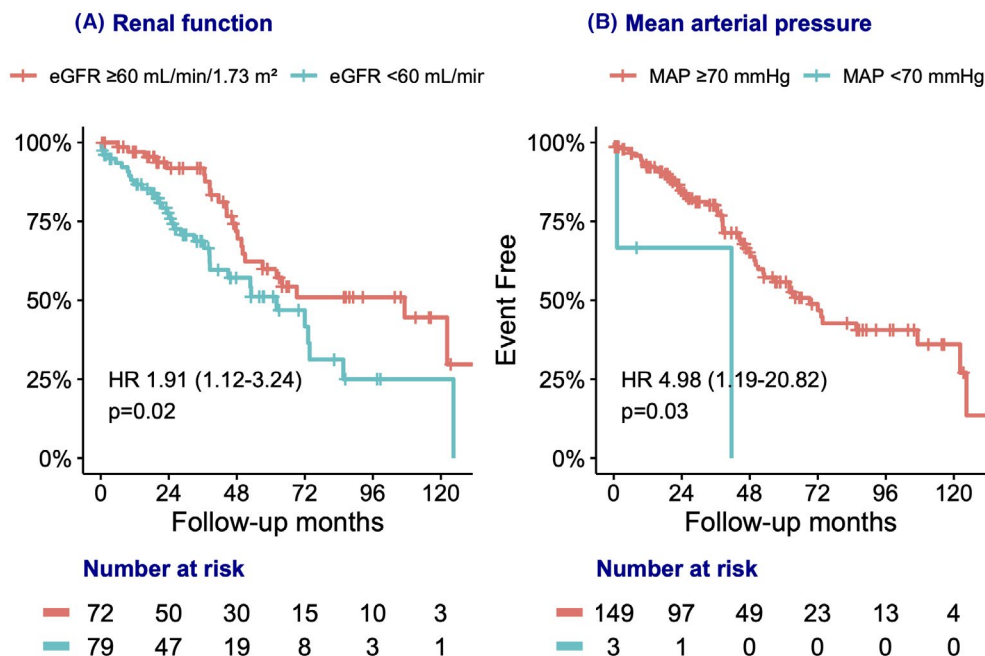 (A) Renal function
eGFR ≥60 mL/min/1.73 m² eGFR <60 mL/mir
100%
75%
50%
25%
0%
HR 1.91 (1.12-3.24)
p=0.02
0 24 48 72 96 120
Follow-up months
Number at risk
72 50 30 15 10 3
79 47 19 8 3 1
(B) Mean arterial pressure
MAP ≥70 mmHg MAP <70 mmHg
Event Free
100%
75%
50%
25%
0%
HR 4.98 (1.19-20.82)
p=0.03
0 24 48 72 96 120
Follow-up months
Number at risk
149 97 49 23 13 4
3 1 0 0 0 0